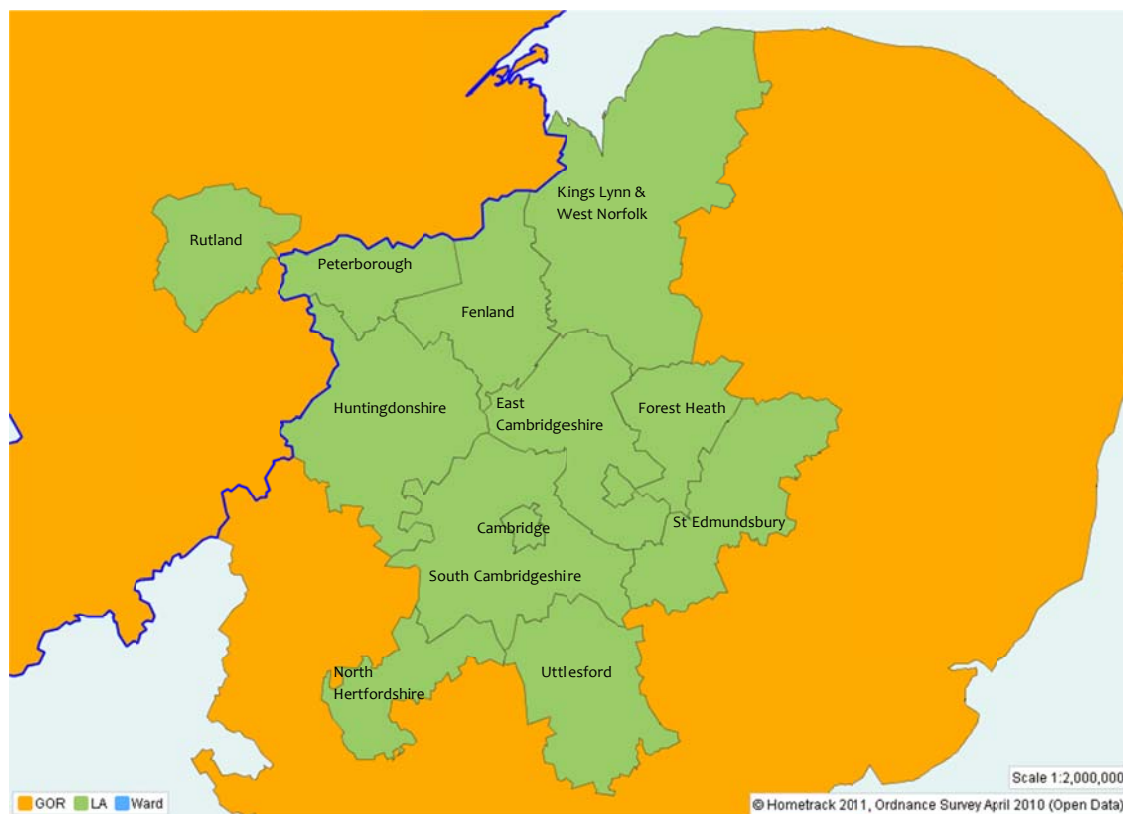 Kings Lynn &
West Norfolk
Rutland
Peterborough
Fenland
Huntingdonshire
East
Cambridgeshire
Forest Heath
Cambridge
St Edmundsbury
South Cambridgeshire
North
Hertfordshire
Uttlesford
Scale 1:2,000,000
GOR LA Ward
© Hometrack 2011, Ordnance Survey April 2010 (Open Data)